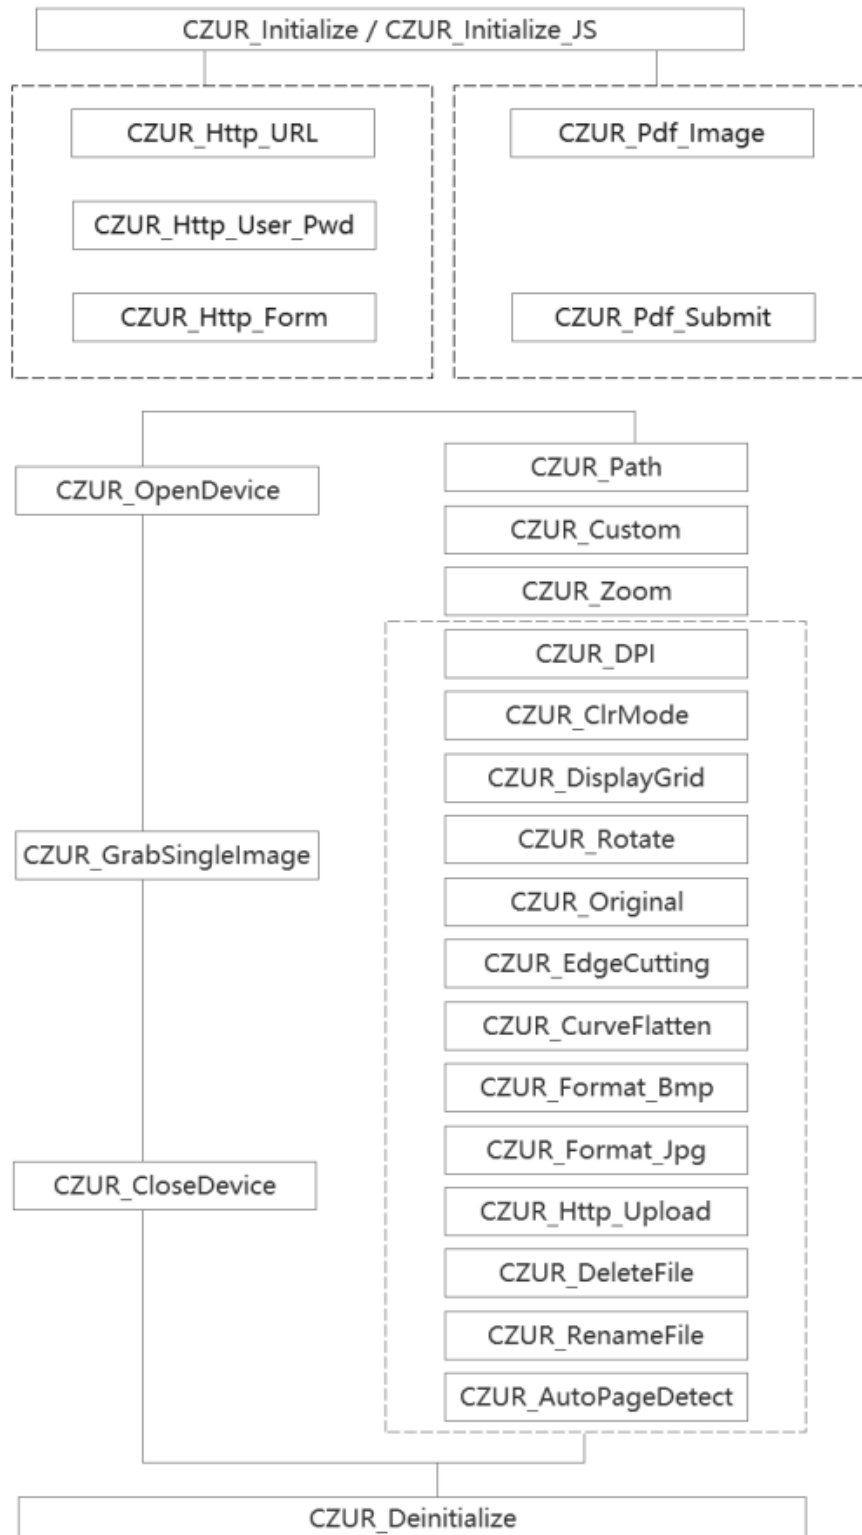 CZUR_Initialize / CZUR_Initialize_JS
CZUR_Http_URL
CZUR_Http_User_Pwd
CZUR_Http_Form
CZUR_Pdf_Image
CZUR_Pdf_Submit
CZUR_OpenDevice
CZUR_GrabSingleImage
CZUR_CloseDevice
CZUR_Path
CZUR_Custom
CZUR_Zoom
CZUR_DPI
CZUR_ClrMode
CZUR_DisplayGrid
CZUR_Rotate
CZUR_Original
CZUR_EdgeCutting
CZUR_CurveFlatten
CZUR_Format_Bmp
CZUR_Format_Jpg
CZUR_Http_Upload
CZUR_DeleteFile
CZUR_RenameFile
CZUR_AutoPageDetect
CZUR_Deinitialize